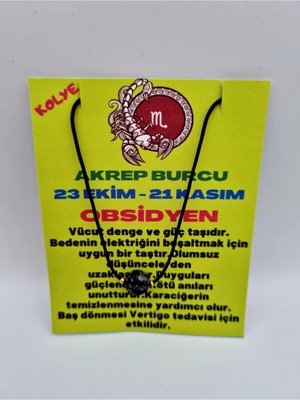 KOLYE
♏
AKREP BURCU
23 EKİM - 21 KASIM
OBSİDYEN
Vücut denge ve güç taşıdır.
Bedenin elektriğini boşaltmak için
uygun bir taştır.Olumsuz
düşüncelerden
uzaklaştırır.Duyguları
güçlendirir.Kötü anıları
unutturur.Karaciğerin
temizlenmesine yardımcı olur.
Baş dönmesi Vertigo tedavisi için
etkilidir.